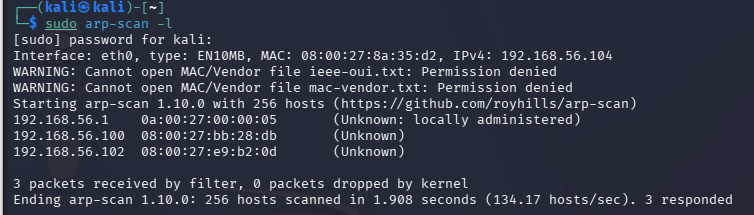 ┌──(kali㉿kali)-[~]
└─$ sudo arp-scan -l
[sudo] password for kali:
Interface: eth0, type: EN10MB, MAC: 08:00:27:8a:35:d2, IPv4: 192.168.56.104
WARNING: Cannot open MAC/Vendor file ieee-oui.txt: Permission denied
WARNING: Cannot open MAC/Vendor file mac-vendor.txt: Permission denied
Starting arp-scan 1.10.0 with 256 hosts (https://github.com/royhills/arp-scan)
192.168.56.1    0a:00:27:00:00:05       (Unknown: locally administered)
192.168.56.100  08:00:27:bb:28:db       (Unknown)
192.168.56.102  08:00:27:e9:b2:0d       (Unknown)
3 packets received by filter, 0 packets dropped by kernel
Ending arp-scan 1.10.0: 256 hosts scanned in 1.908 seconds (134.17 hosts/sec). 3 responded